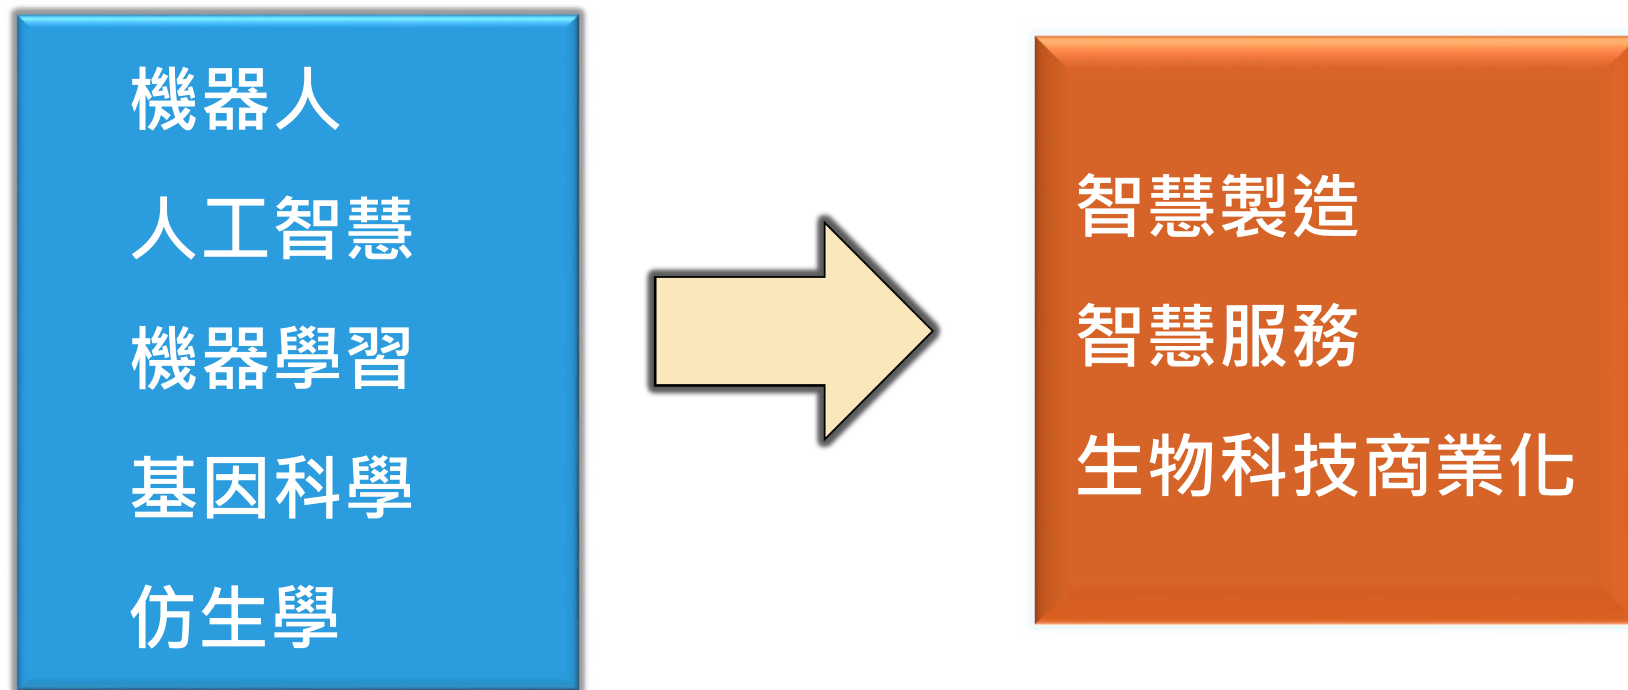 機器人
人工智慧
機器學習
基因科學
仿生學
智慧製造
智慧服務
生物科技商業化